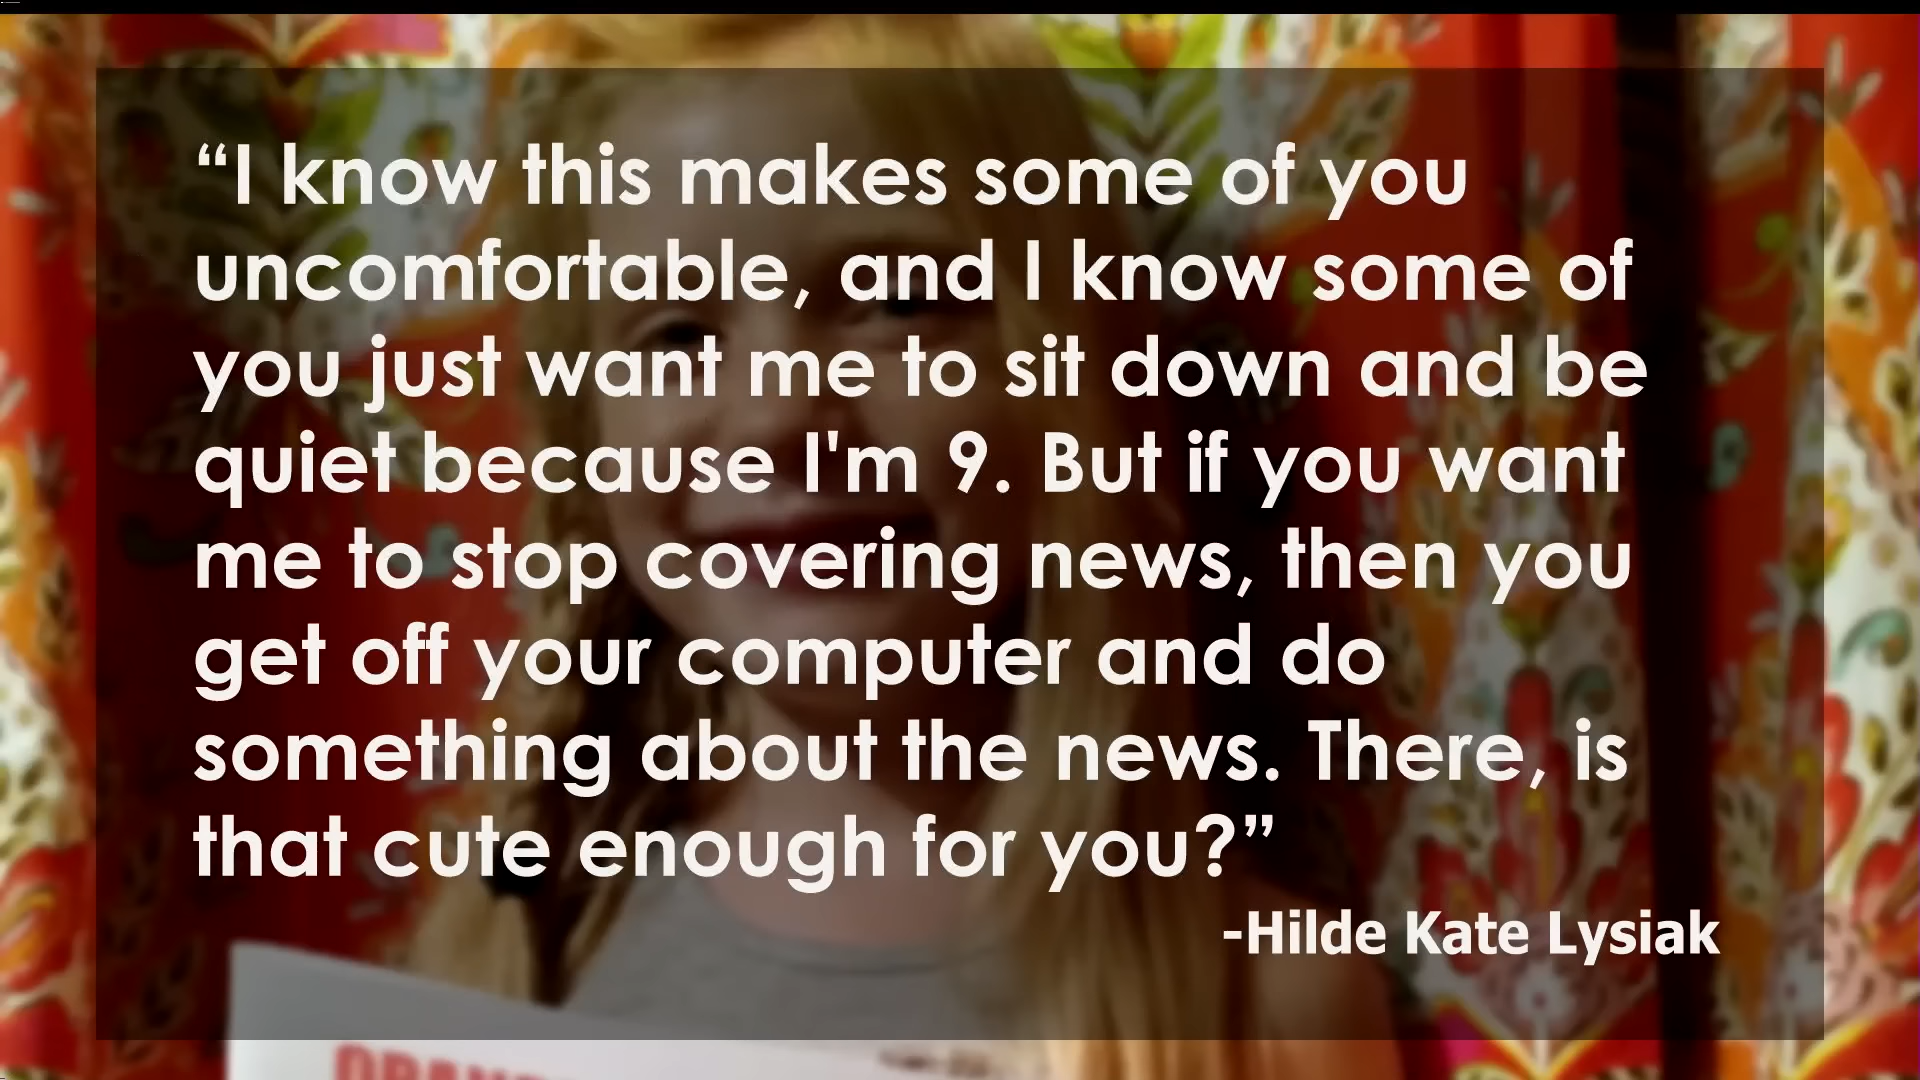 “I know this makes some of you
uncomfortable, and I know some of
you just want me to sit down and be
quiet because I'm 9. But if you want
me to stop covering news, then you
get off your computer and do
something about the news. There, is
that cute enough for you?”
-Hilde Kate Lysiak